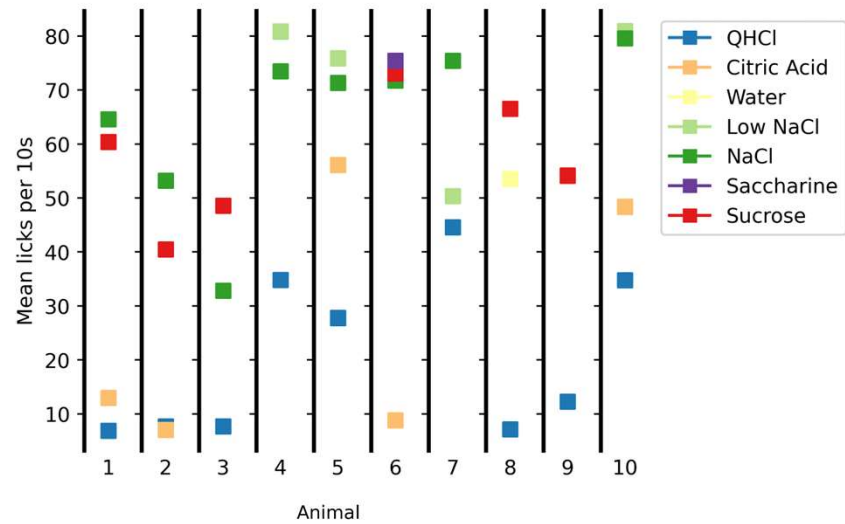 Mean licks per 10s
80
70
60
50
40
30
20
10
1 2 3 4 5 6 7 8 9 10
Animal
QHCl
Citric Acid
Water
Low NaCl
NaCl
Saccharine
Sucrose